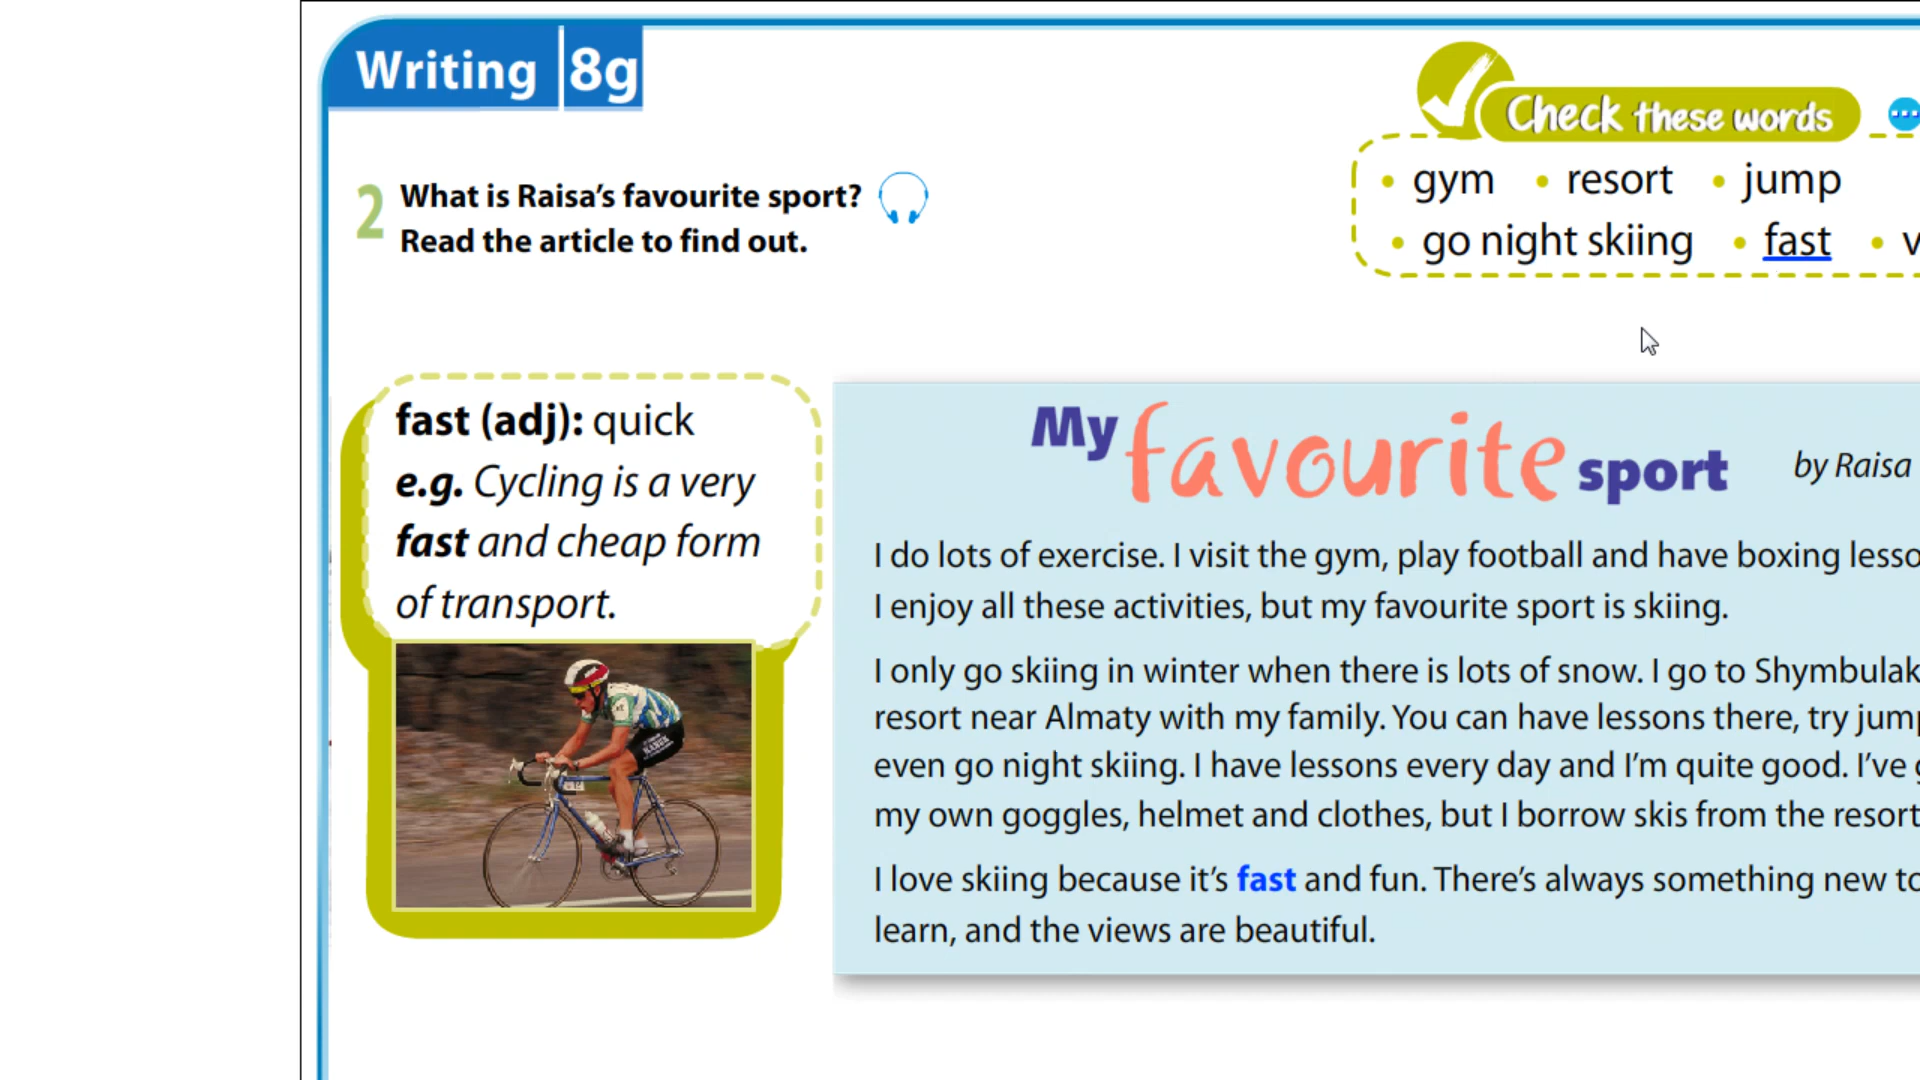 Writing 8g
Check these words
• gym • resort • jump
• go night skiing • fast •
2 What is Raisa's favourite sport?
Read the article to find out.
fast (adj): quick
e.g. Cycling is a very
fast and cheap form
of transport.
My favourite sport by Raisa
I do lots of exercise. I visit the gym, play football and have boxing lesso
I enjoy all these activities, but my favourite sport is skiing.
I only go skiing in winter when there is lots of snow. I go to Shymbulak
resort near Almaty with my family. You can have lessons there, try jump
even go night skiing. I have lessons every day and I'm quite good. I've g
my own goggles, helmet and clothes, but I borrow skis from the resort
I love skiing because it's fast and fun. There's always something new to
learn, and the views are beautiful.